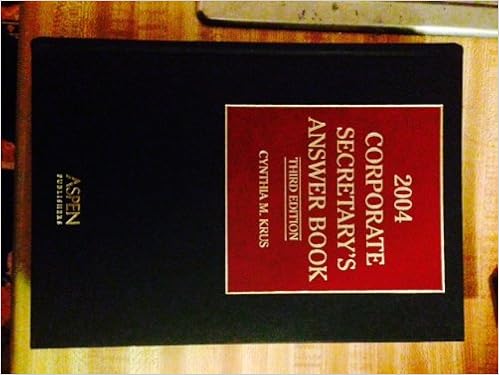 2004
CORPORATE
SECRETARY'S
ANSWER BOOK
THIRD EDITION
CYNTHIA M. KRUS
ASPEN
PUBLISHERS